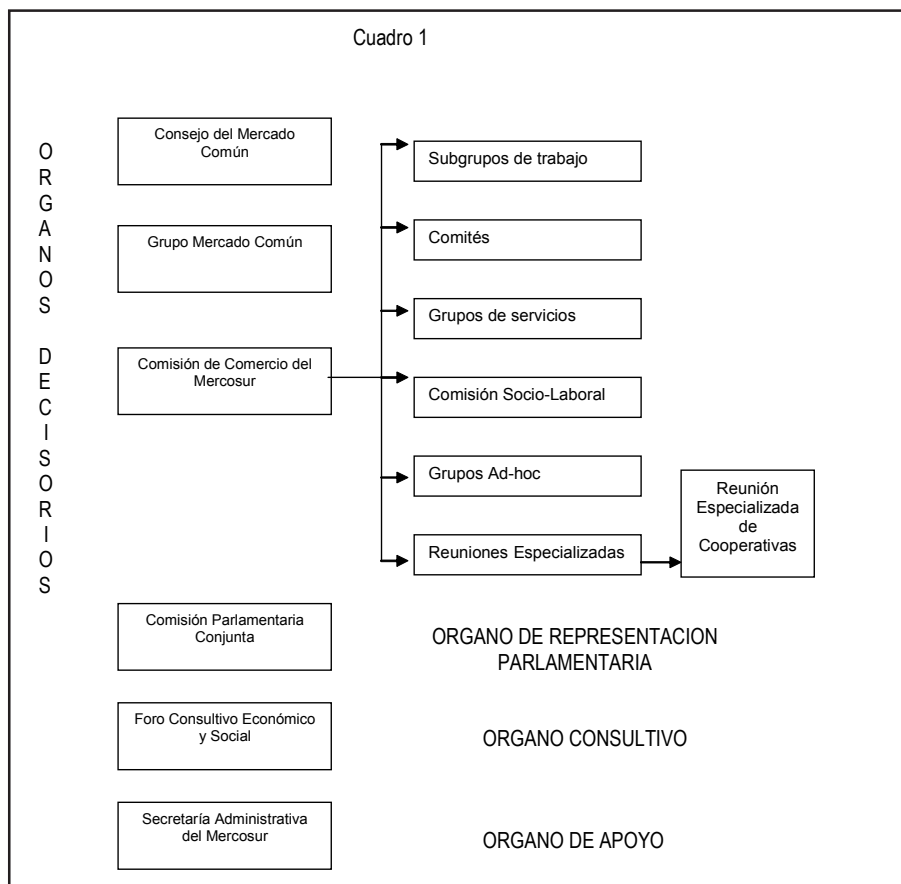 Cuadro 1
ORGANOS DECISORIOS
Consejo del Mercado
Común
Grupo Mercado Común
Comisión de Comercio del
Mercosur
Subgrupos de trabajo
Comités
Grupos de servicios
Comisión Socio-Laboral
Grupos Ad-hoc
Reuniones Especializadas
Reunión
Especializada
de
Cooperativas
Comisión Parlamentaria
Conjunta
ORGANO DE REPRESENTACION
PARLAMENTARIA
Foro Consultivo Económico
y Social
ORGANO CONSULTIVO
Secretaría Administrativa
del Mercosur
ORGANO DE APOYO